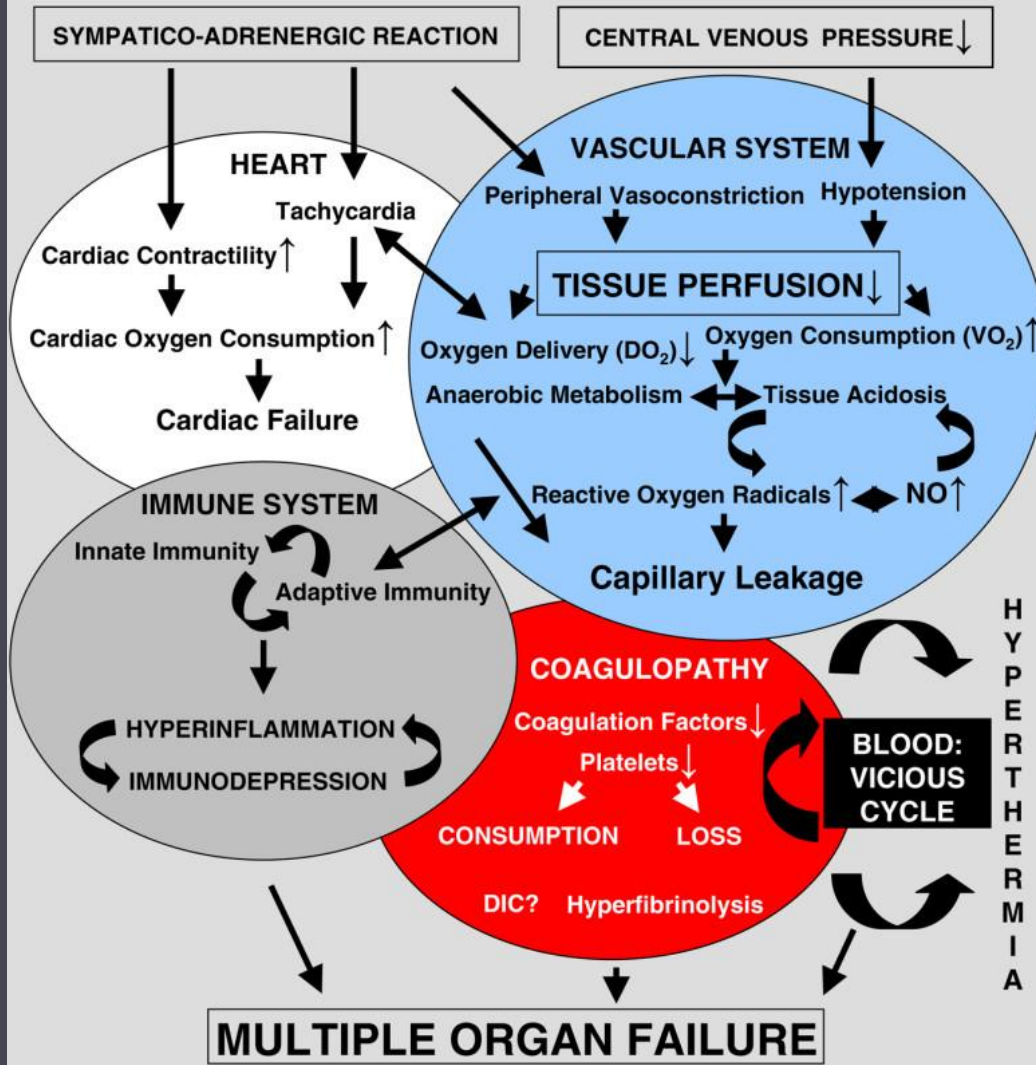 SYMPATICO-ADRENERGIC REACTION
CENTRAL VENOUS PRESSURE↓
HEART
Tachycardia
Cardiac Contractility↑
Cardiac Oxygen Consumption↑
Cardiac Failure
VASCULAR SYSTEM
Peripheral Vasoconstriction
Hypotension
TISSUE PERFUSION↓
Oxygen Delivery (DO₂)↓
Oxygen Consumption (VO₂)↑
Anaerobic Metabolism
Tissue Acidosis
Reactive Oxygen Radicals↑
NO↑
Capillary Leakage
IMMUNE SYSTEM
Innate Immunity
Adaptive Immunity
HYPERINFLAMMATION
IMMUNODEPRESSION
COAGULOPATHY
Coagulation Factors↓
Platelets↓
CONSUMPTION
LOSS
DIC?
Hyperfibrinolysis
BLOOD:
VICIOUS
CYCLE
HYPERTHERMIA
MULTIPLE ORGAN FAILURE